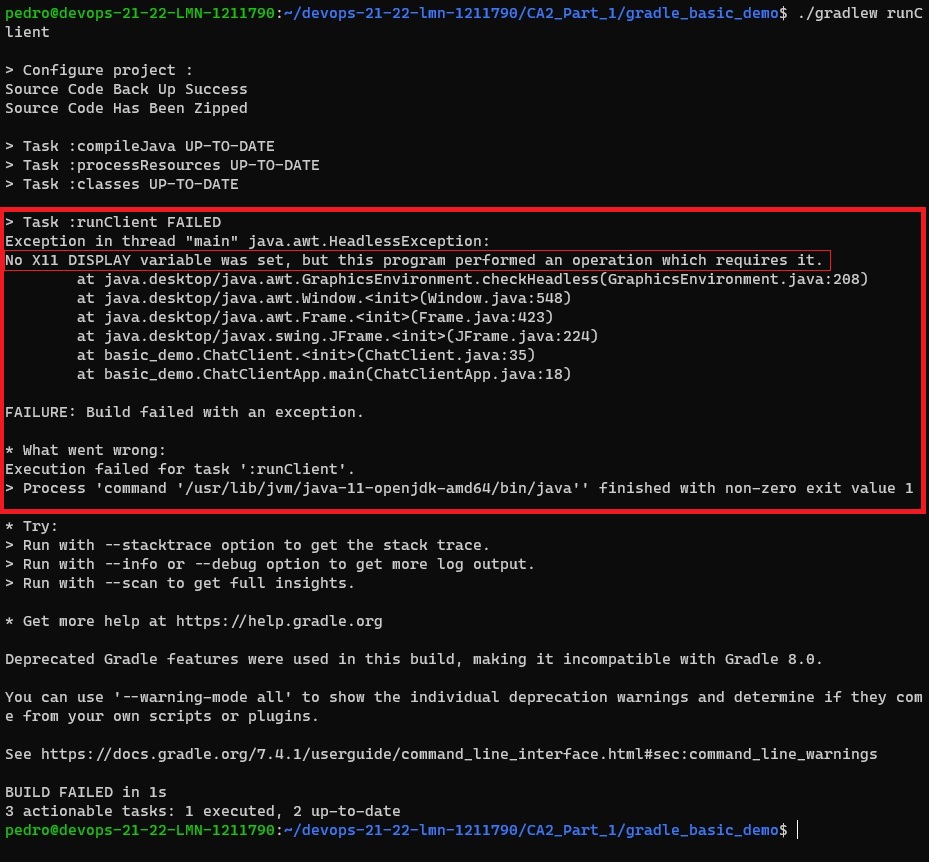 pedro@devops-21-22-LMN-1211790:~/devops-21-22-lmn-1211790/CA2_Part_1/gradle_basic_demo$ ./gradlew runC
lient
> Configure project :
Source Code Back Up Success
Source Code Has Been Zipped
> Task :compileJava UP-TO-DATE
> Task :processResources UP-TO-DATE
> Task :classes UP-TO-DATE
> Task :runClient FAILED
Exception in thread "main" java.awt.HeadlessException:
No X11 DISPLAY variable was set, but this program performed an operation which requires it.
at java.desktop/java.awt.GraphicsEnvironment.checkHeadless(GraphicsEnvironment.java:208)
at java.desktop/java.awt.Window.<init>(Window.java:548)
at java.desktop/java.awt.Frame.<init>(Frame.java:423)
at java.desktop/javax.swing.JFrame.<init>(JFrame.java:224)
at basic_demo.ChatClient.<init>(ChatClient.java:35)
at basic_demo.ChatClientApp.main(ChatClientApp.java:18)
FAILURE: Build failed with an exception.
* What went wrong:
Execution failed for task ':runClient'.
> Process 'command '/usr/lib/jvm/java-11-openjdk-amd64/bin/java'' finished with non-zero exit value 1
* Try:
> Run with --stacktrace option to get the stack trace.
> Run with --info or --debug option to get more log output.
> Run with --scan to get full insights.
* Get more help at https://help.gradle.org
Deprecated Gradle features were used in this build, making it incompatible with Gradle 8.0.
You can use '--warning-mode all' to show the individual deprecation warnings and determine if they com
e from your own scripts or plugins.
See https://docs.gradle.org/7.4.1/userguide/command_line_interface.html#sec:command_line_warnings
BUILD FAILED in 1s
3 actionable tasks: 1 executed, 2 up-to-date
pedro@devops-21-22-LMN-1211790:~/devops-21-22-lmn-1211790/CA2_Part_1/gradle_basic_demo$